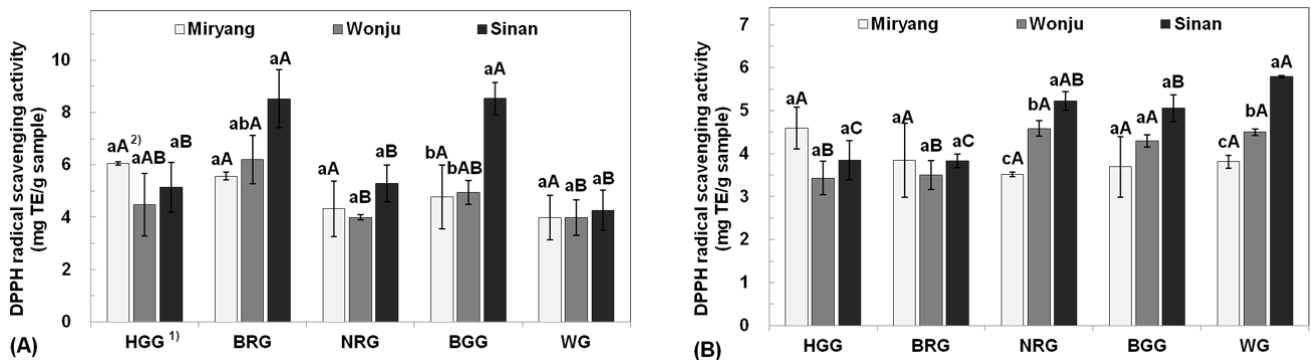 DPPH radical scavenging activity
(mg TE/g sample)
Miryang Wonju Sinan
10
8
6
4
2
0
aA 2) aAB aB
aA abA aA
aA aB aB
bA bAB aA
aA aB aB
HGG 1) BRG NRG BGG WG
(A)
DPPH radical scavenging activity
(mg TE/g sample)
Miryang Wonju Sinan
7
6
5
4
3
2
1
0
aA aB aC
aA aB aC
cA bA aAB
aA aA aB
cA bA aA
HGG BRG NRG BGG WG
(B)